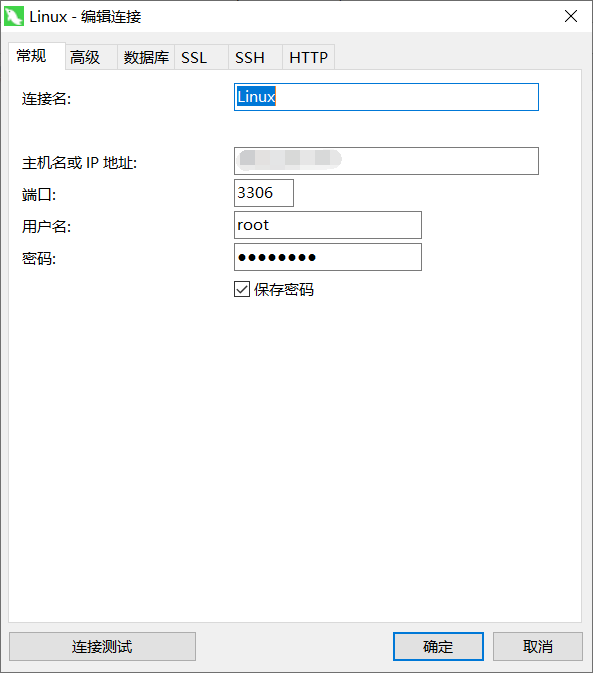 Linux - 编辑连接
常规 高级 数据库 SSL SSH HTTP
连接名: Linux
主机名或 IP 地址:
端口: 3306
用户名: root
密码: ●●●●●●●●
保存密码
连接测试 确定 取消